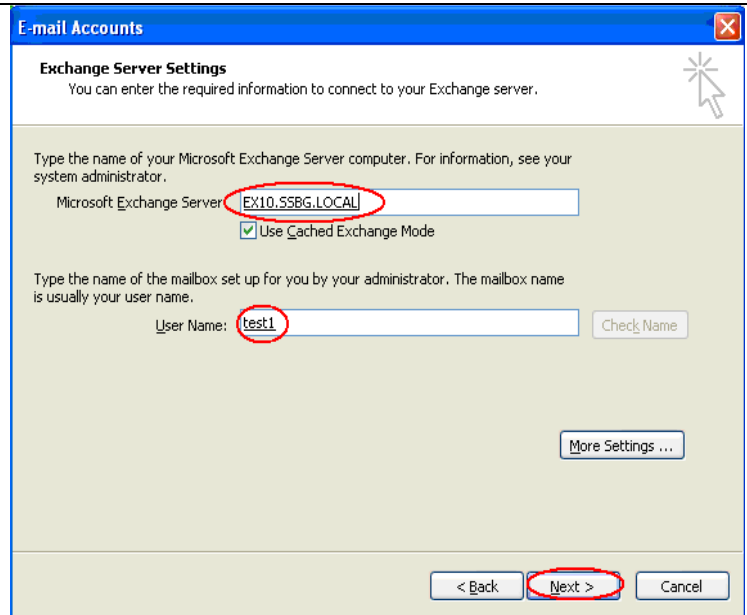 E-mail Accounts
Exchange Server Settings
You can enter the required information to connect to your Exchange server.
Type the name of your Microsoft Exchange Server computer. For information, see your
system administrator.
Microsoft Exchange Server EX10.SSBG.LOCAL
Use Cached Exchange Mode
Type the name of the mailbox set up for you by your administrator. The mailbox name
is usually your user name.
User Name: test1 Check Name
More Settings ...
< Back Next > Cancel